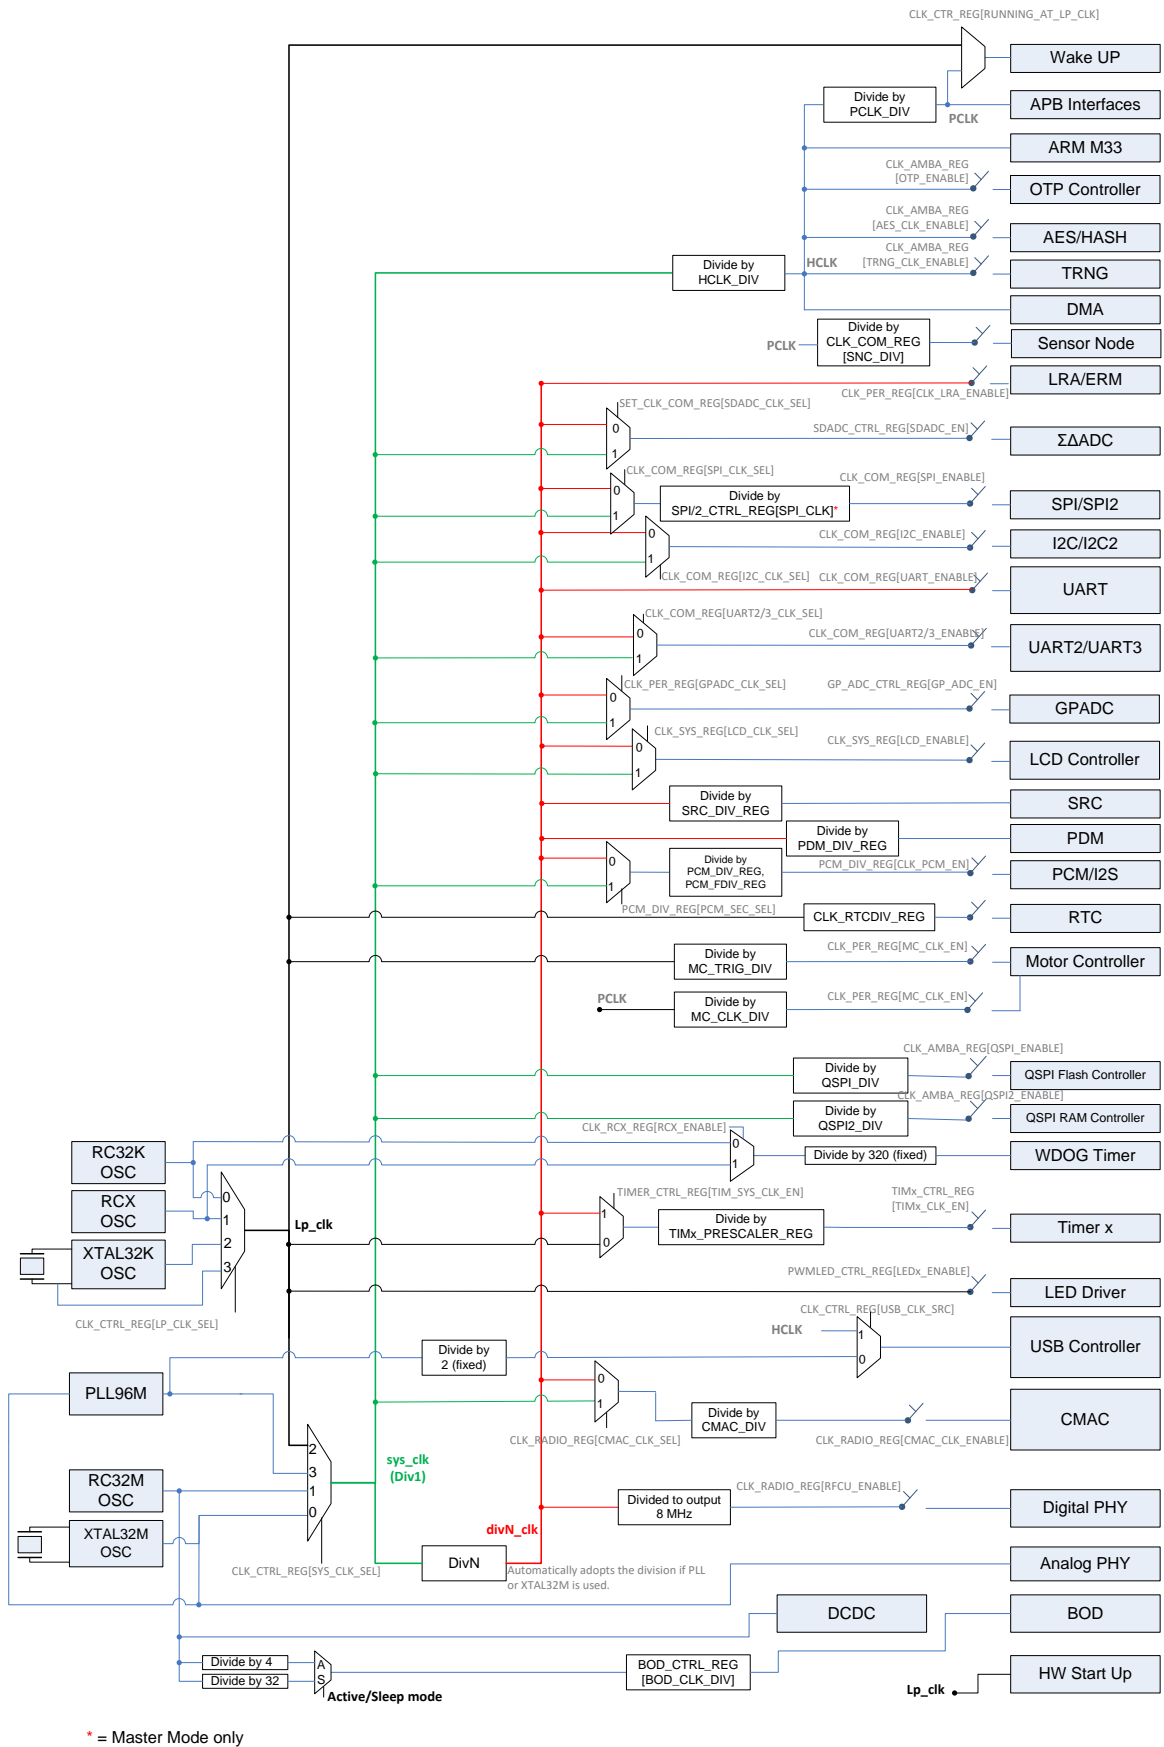 CLK_CTR_REG[RUNNING_AT_LP_CLK]
Wake UP
Divide by
PCLK_DIV
PCLK
APB Interfaces
ARM M33
CLK_AMBA_REG
[OTP_ENABLE]
OTP Controller
CLK_AMBA_REG
[AES_CLK_ENABLE]
AES/HASH
CLK_AMBA_REG
[TRNG_CLK_ENABLE]
Divide by
HCLK_DIV
HCLK
TRNG
DMA
PCLK
Divide by
CLK_COM_REG
[SNC_DIV]
Sensor Node
LRA/ERM
CLK_PER_REG[CLK_LRA_ENABLE]
SET_CLK_COM_REG[SDADC_CLK_SEL]
0
1
SDADC_CTRL_REG[SDADC_EN]
ΣΔADC
CLK_COM_REG[SPI_CLK_SEL]
0
1
Divide by
SPI/2_CTRL_REG[SPI_CLK]*
CLK_COM_REG[SPI_ENABLE]
SPI/SPI2
0
1
CLK_COM_REG[I2C_ENABLE]
I2C/I2C2
CLK_COM_REG[I2C_CLK_SEL]
CLK_COM_REG[UART_ENABLE]
UART
CLK_COM_REG[UART2/3_CLK_SEL]
0
1
CLK_COM_REG[UART2/3_ENABLE]
UART2/UART3
CLK_PER_REG[GPADC_CLK_SEL]
0
1
GP_ADC_CTRL_REG[GP_ADC_EN]
GPADC
CLK_SYS_REG[LCD_CLK_SEL]
0
1
CLK_SYS_REG[LCD_ENABLE]
LCD Controller
Divide by
SRC_DIV_REG
SRC
Divide by
PDM_DIV_REG
PDM
0
1
Divide by
PCM_DIV_REG,
PCM_FDIV_REG
PCM_DIV_REG[CLK_PCM_EN]
PCM/I2S
PCM_DIV_REG[PCM_SEC_SEL]
CLK_RTCDIV_REG
RTC
Divide by
MC_TRIG_DIV
CLK_PER_REG[MC_CLK_EN]
Motor Controller
PCLK
Divide by
MC_CLK_DIV
CLK_PER_REG[MC_CLK_EN]
CLK_AMBA_REG[QSPI_ENABLE]
Divide by
QSPI_DIV
QSPI Flash Controller
CLK_AMBA_REG[QSPI2_ENABLE]
Divide by
QSPI2_DIV
QSPI RAM Controller
CLK_RCX_REG[RCX_ENABLE]
0
1
Divide by 320 (fixed)
WDOG Timer
RC32K
OSC
RCX
OSC
XTAL32K
OSC
0
1
2
3
Lp_clk
CLK_CTRL_REG[LP_CLK_SEL]
TIMER_CTRL_REG[TIM_SYS_CLK_EN]
1
0
Divide by
TIMx_PRESCALER_REG
TIMx_CTRL_REG
[TIMx_CLK_EN]
Timer x
PWMLED_CTRL_REG[LEDx_ENABLE]
LED Driver
CLK_CTRL_REG[USB_CLK_SRC]
HCLK
1
0
USB Controller
Divide by
2 (fixed)
PLL96M
0
1
CLK_RADIO_REG[CMAC_CLK_SEL]
Divide by
CMAC_DIV
CLK_RADIO_REG[CMAC_CLK_ENABLE]
CMAC
2
3
1
0
sys_clk
(Div1)
RC32M
OSC
XTAL32M
OSC
CLK_CTRL_REG[SYS_CLK_SEL]
divN_clk
DivN
Automatically adopts the division if PLL
or XTAL32M is used.
Divided to output
8 MHz
CLK_RADIO_REG[RFCU_ENABLE]
Digital PHY
Analog PHY
DCDC
BOD
Divide by 4
Divide by 32
A
S
Active/Sleep mode
BOD_CTRL_REG
[BOD_CLK_DIV]
Lp_clk
HW Start Up
* = Master Mode only